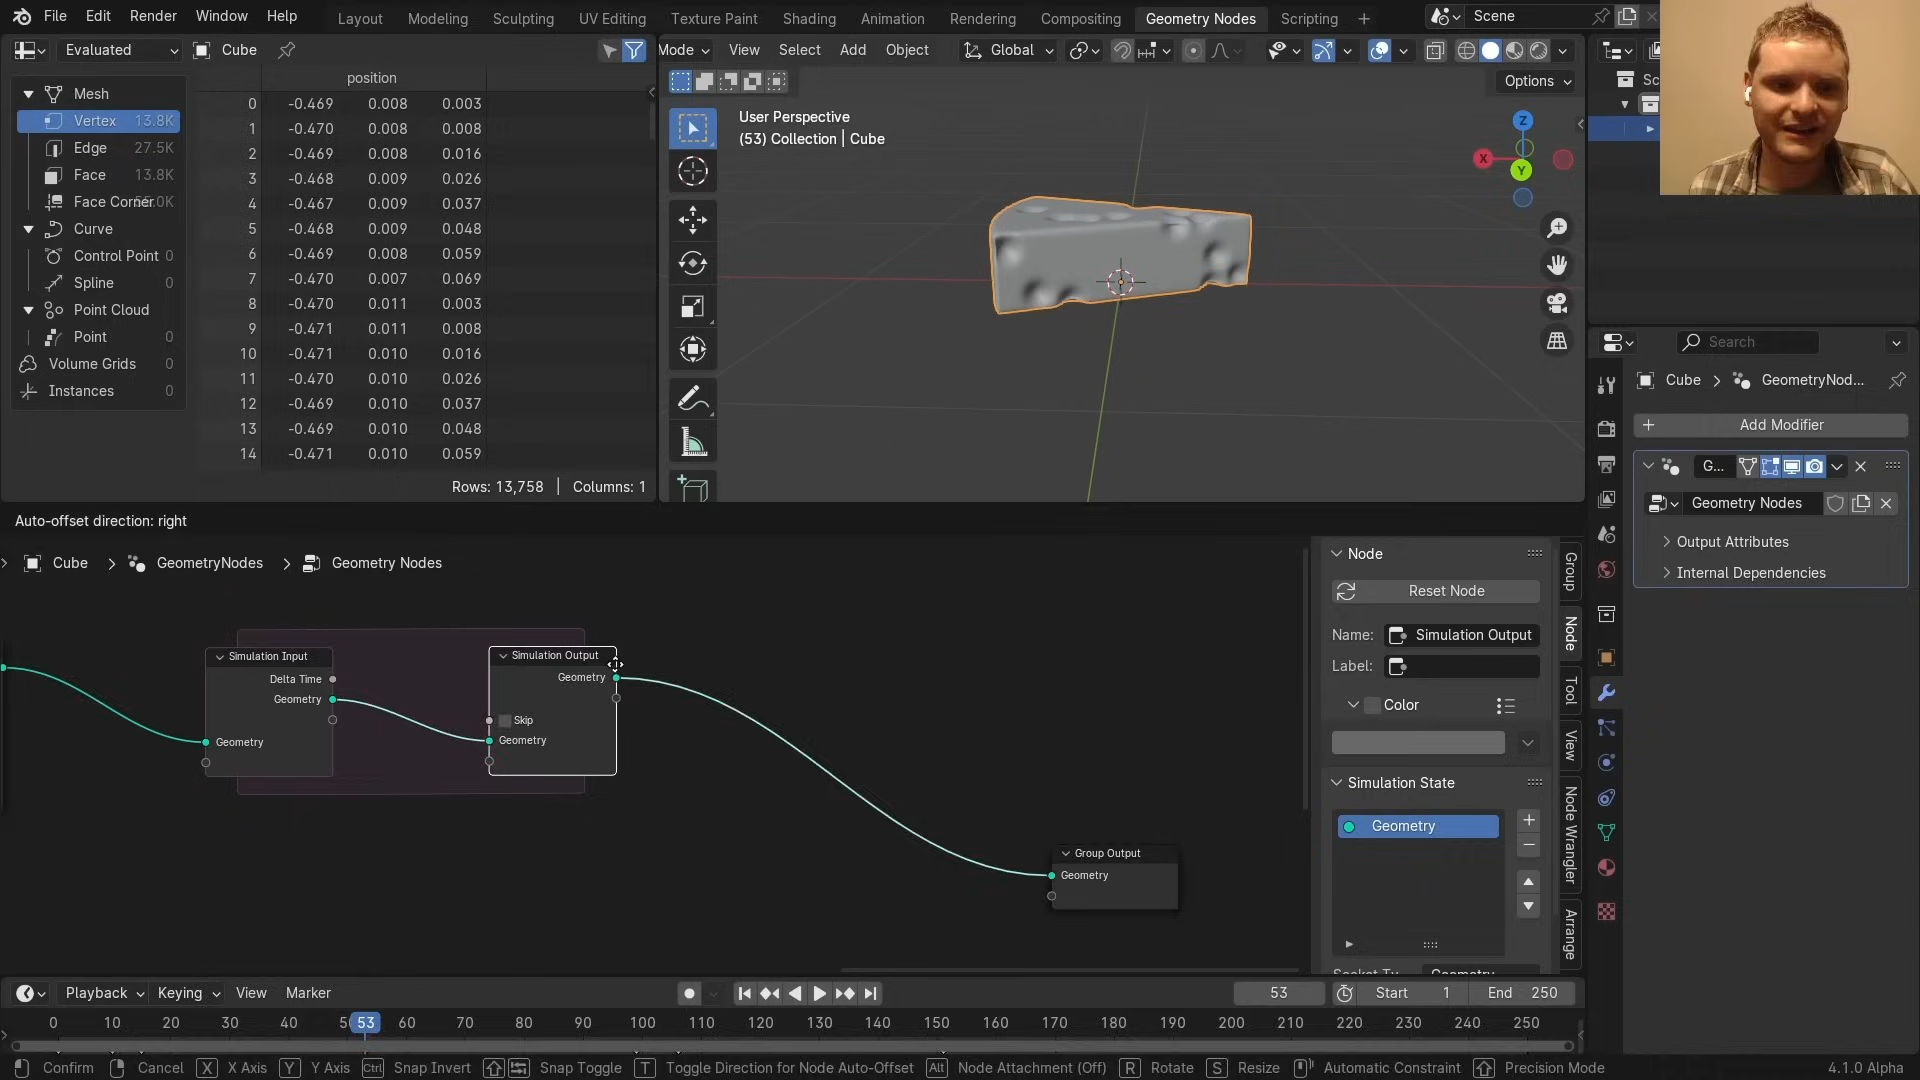 File Edit Render Window Help
Layout Modeling Sculpting UV Editing Texture Paint Shading Animation Rendering Compositing Geometry Nodes Scripting
Scene
Evaluated Cube
Mode View Select Add Object Global
Options
position
Mesh
Vertex 13.8K
Edge 27.5K
Face 13.8K
Face Corner
Curve
Control Point 0
Spline 0
Point Cloud
Point 0
Volume Grids 0
Instances 0
0 -0.469 0.008 0.003
1 -0.470 0.008 0.008
2 -0.469 0.008 0.016
3 -0.468 0.009 0.026
4 -0.467 0.009 0.037
5 -0.468 0.009 0.048
6 -0.469 0.008 0.059
7 -0.470 0.007 0.069
8 -0.470 0.011 0.003
9 -0.471 0.011 0.008
10 -0.471 0.010 0.016
11 -0.470 0.010 0.026
12 -0.469 0.010 0.037
13 -0.469 0.010 0.048
14 -0.471 0.010 0.059
Rows: 13,758 | Columns: 1
User Perspective
(53) Collection | Cube
Z
X
Y
Sc
Search
Cube > GeometryNod...
Add Modifier
G...
Geometry Nodes
Output Attributes
Internal Dependencies
Auto-offset direction: right
Cube > GeometryNodes > Geometry Nodes
Simulation Input
Delta Time
Geometry
Geometry
Simulation Output
Geometry
Skip
Geometry
Group Output
Geometry
Node
Reset Node
Name: Simulation Output
Label:
Color
Simulation State
Geometry
Group
Node
Tool
View
Node Wrangler
Arrange
Playback Keying View Marker
53 Start 1 End 250
0 10 20 30 40 53 60 70 80 90 100 110 120 130 140 150 160 170 180 190 200 210 220 230 240 250
Confirm Cancel X X Axis Y Y Axis Ctrl Snap Invert Snap Toggle T Toggle Direction for Node Auto-Offset Alt Node Attachment (Off) R Rotate S Resize Automatic Constraint Precision Mode 4.1.0 Alpha